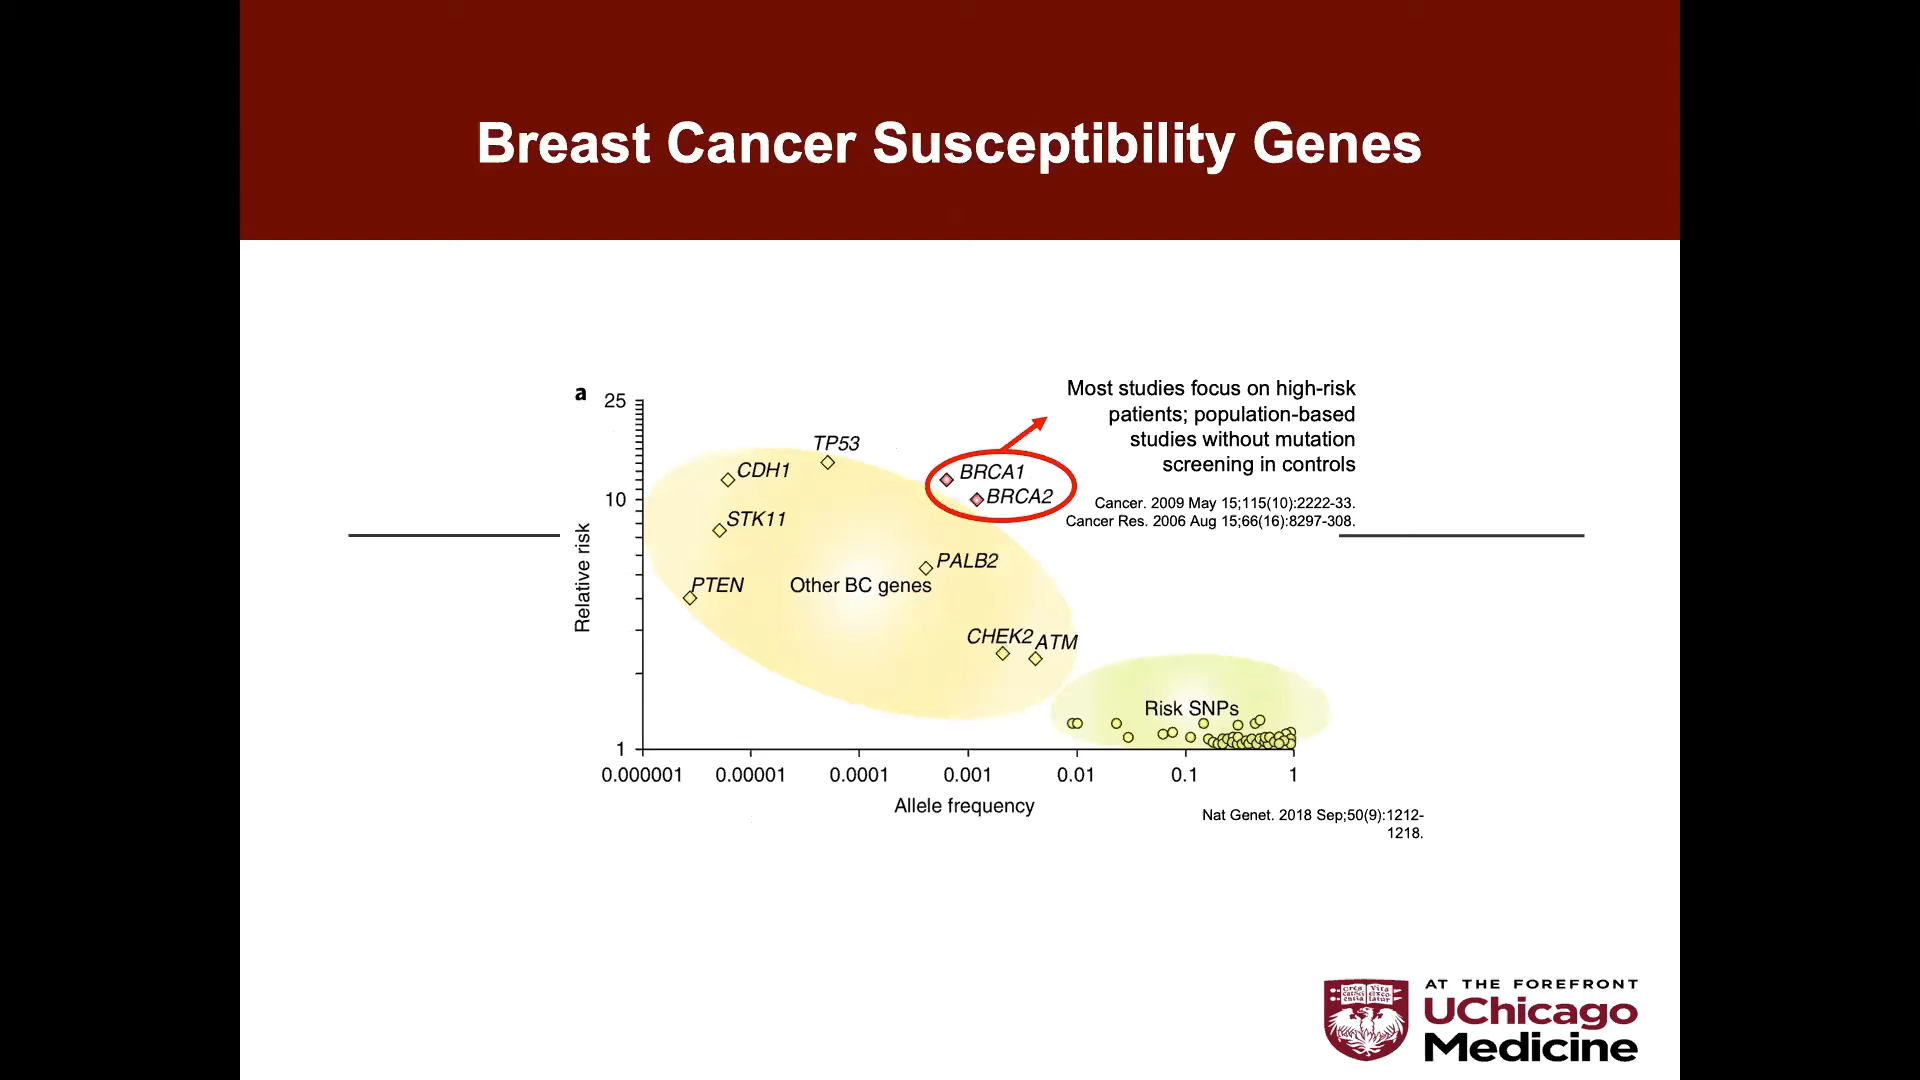 Breast Cancer Susceptibility Genes
a
25
10
1
Relative risk
TP53
CDH1
STK11
PTEN
Other BC genes
PALB2
BRCA1
BRCA2
CHEK2
ATM
Risk SNPs
Most studies focus on high-risk
patients; population-based
studies without mutation
screening in controls
Cancer. 2009 May 15;115(10):2222-33.
Cancer Res. 2006 Aug 15;66(16):8297-308.
0.000001 0.00001 0.0001 0.001 0.01 0.1 1
Allele frequency
Nat Genet. 2018 Sep;50(9):1212-
1218.
AT THE FOREFRONT
UChicago
Medicine